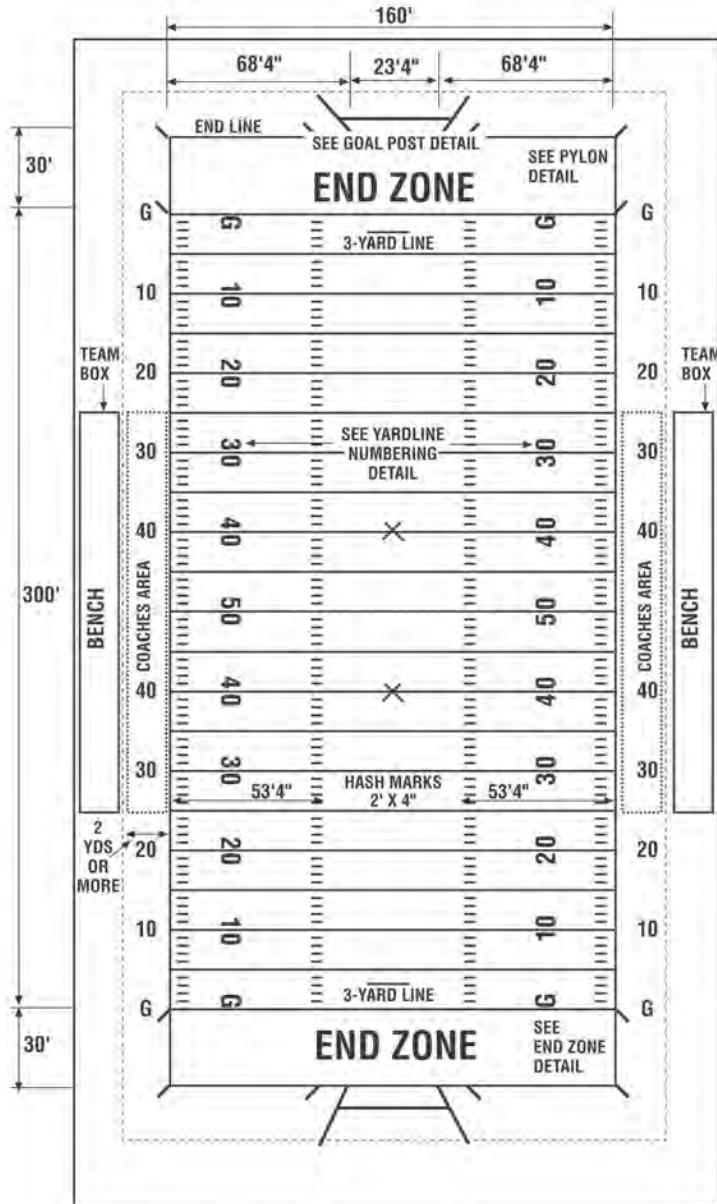 160'
68'4" 23'4" 68'4"
END LINE
SEE GOAL POST DETAIL
SEE PYLON
DETAIL
30'
END ZONE
G G G G
3-YARD LINE
10 10 10 10
TEAM
BOX
20 20 20 20
TEAM
BOX
30 30 30 30
SEE YARDLINE
NUMBERING
DETAIL
40 40 40 40
300'
BENCH
COACHES AREA
50 50
COACHES AREA
BENCH
40 40 40 40
30 30 30 30
53'4" HASH MARKS 53'4"
2' X 4"
2
YDS
OR
MORE
20 20 20 20
10 10 10 10
3-YARD LINE
G G G G
30'
END ZONE
SEE
END ZONE
DETAIL